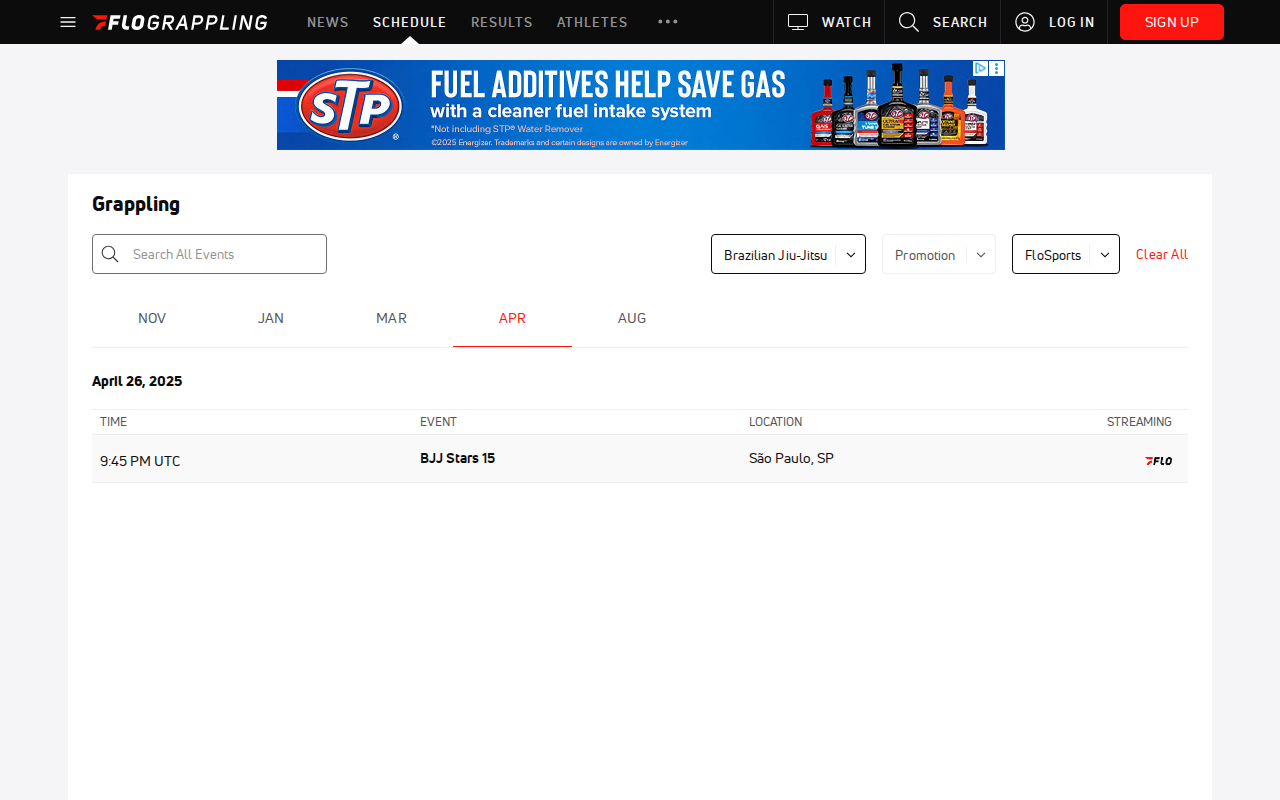 FLOGRAPPLING
NEWS
SCHEDULE
RESULTS
ATHLETES
WATCH
SEARCH
LOG IN
SIGN UP
STP
FUEL ADDITIVES HELP SAVE GAS
with a cleaner fuel intake system
*Not including STP® Water Remover
©2025 Energizer. Trademarks and certain designs are owned by Energizer
Grappling
Search All Events
Brazilian Jiu-Jitsu
Promotion
FloSports
Clear All
NOV
JAN
MAR
APR
AUG
April 26, 2025
TIME
EVENT
LOCATION
STREAMING
9:45 PM UTC
BJJ Stars 15
São Paulo, SP
FLO